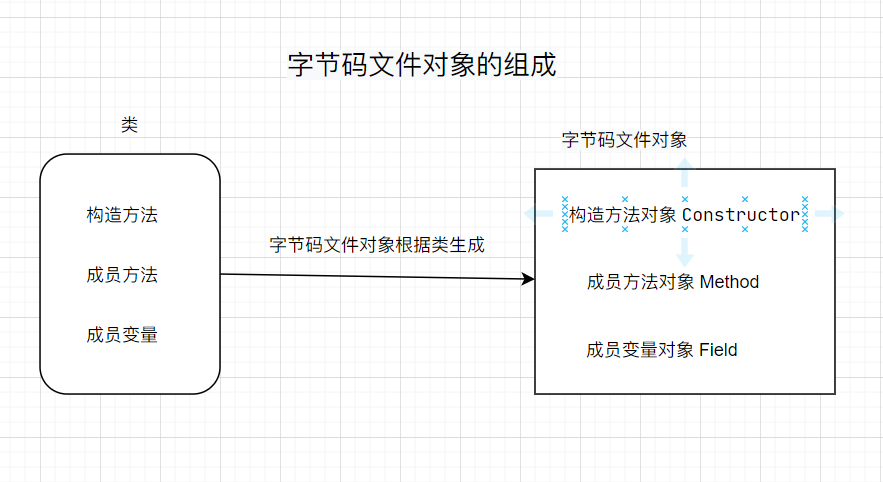 字节码文件对象的组成
类
字节码文件对象
构造方法
构造方法对象 Constructor
字节码文件对象根据类生成
成员方法
成员方法对象 Method
成员变量
成员变量对象 Field